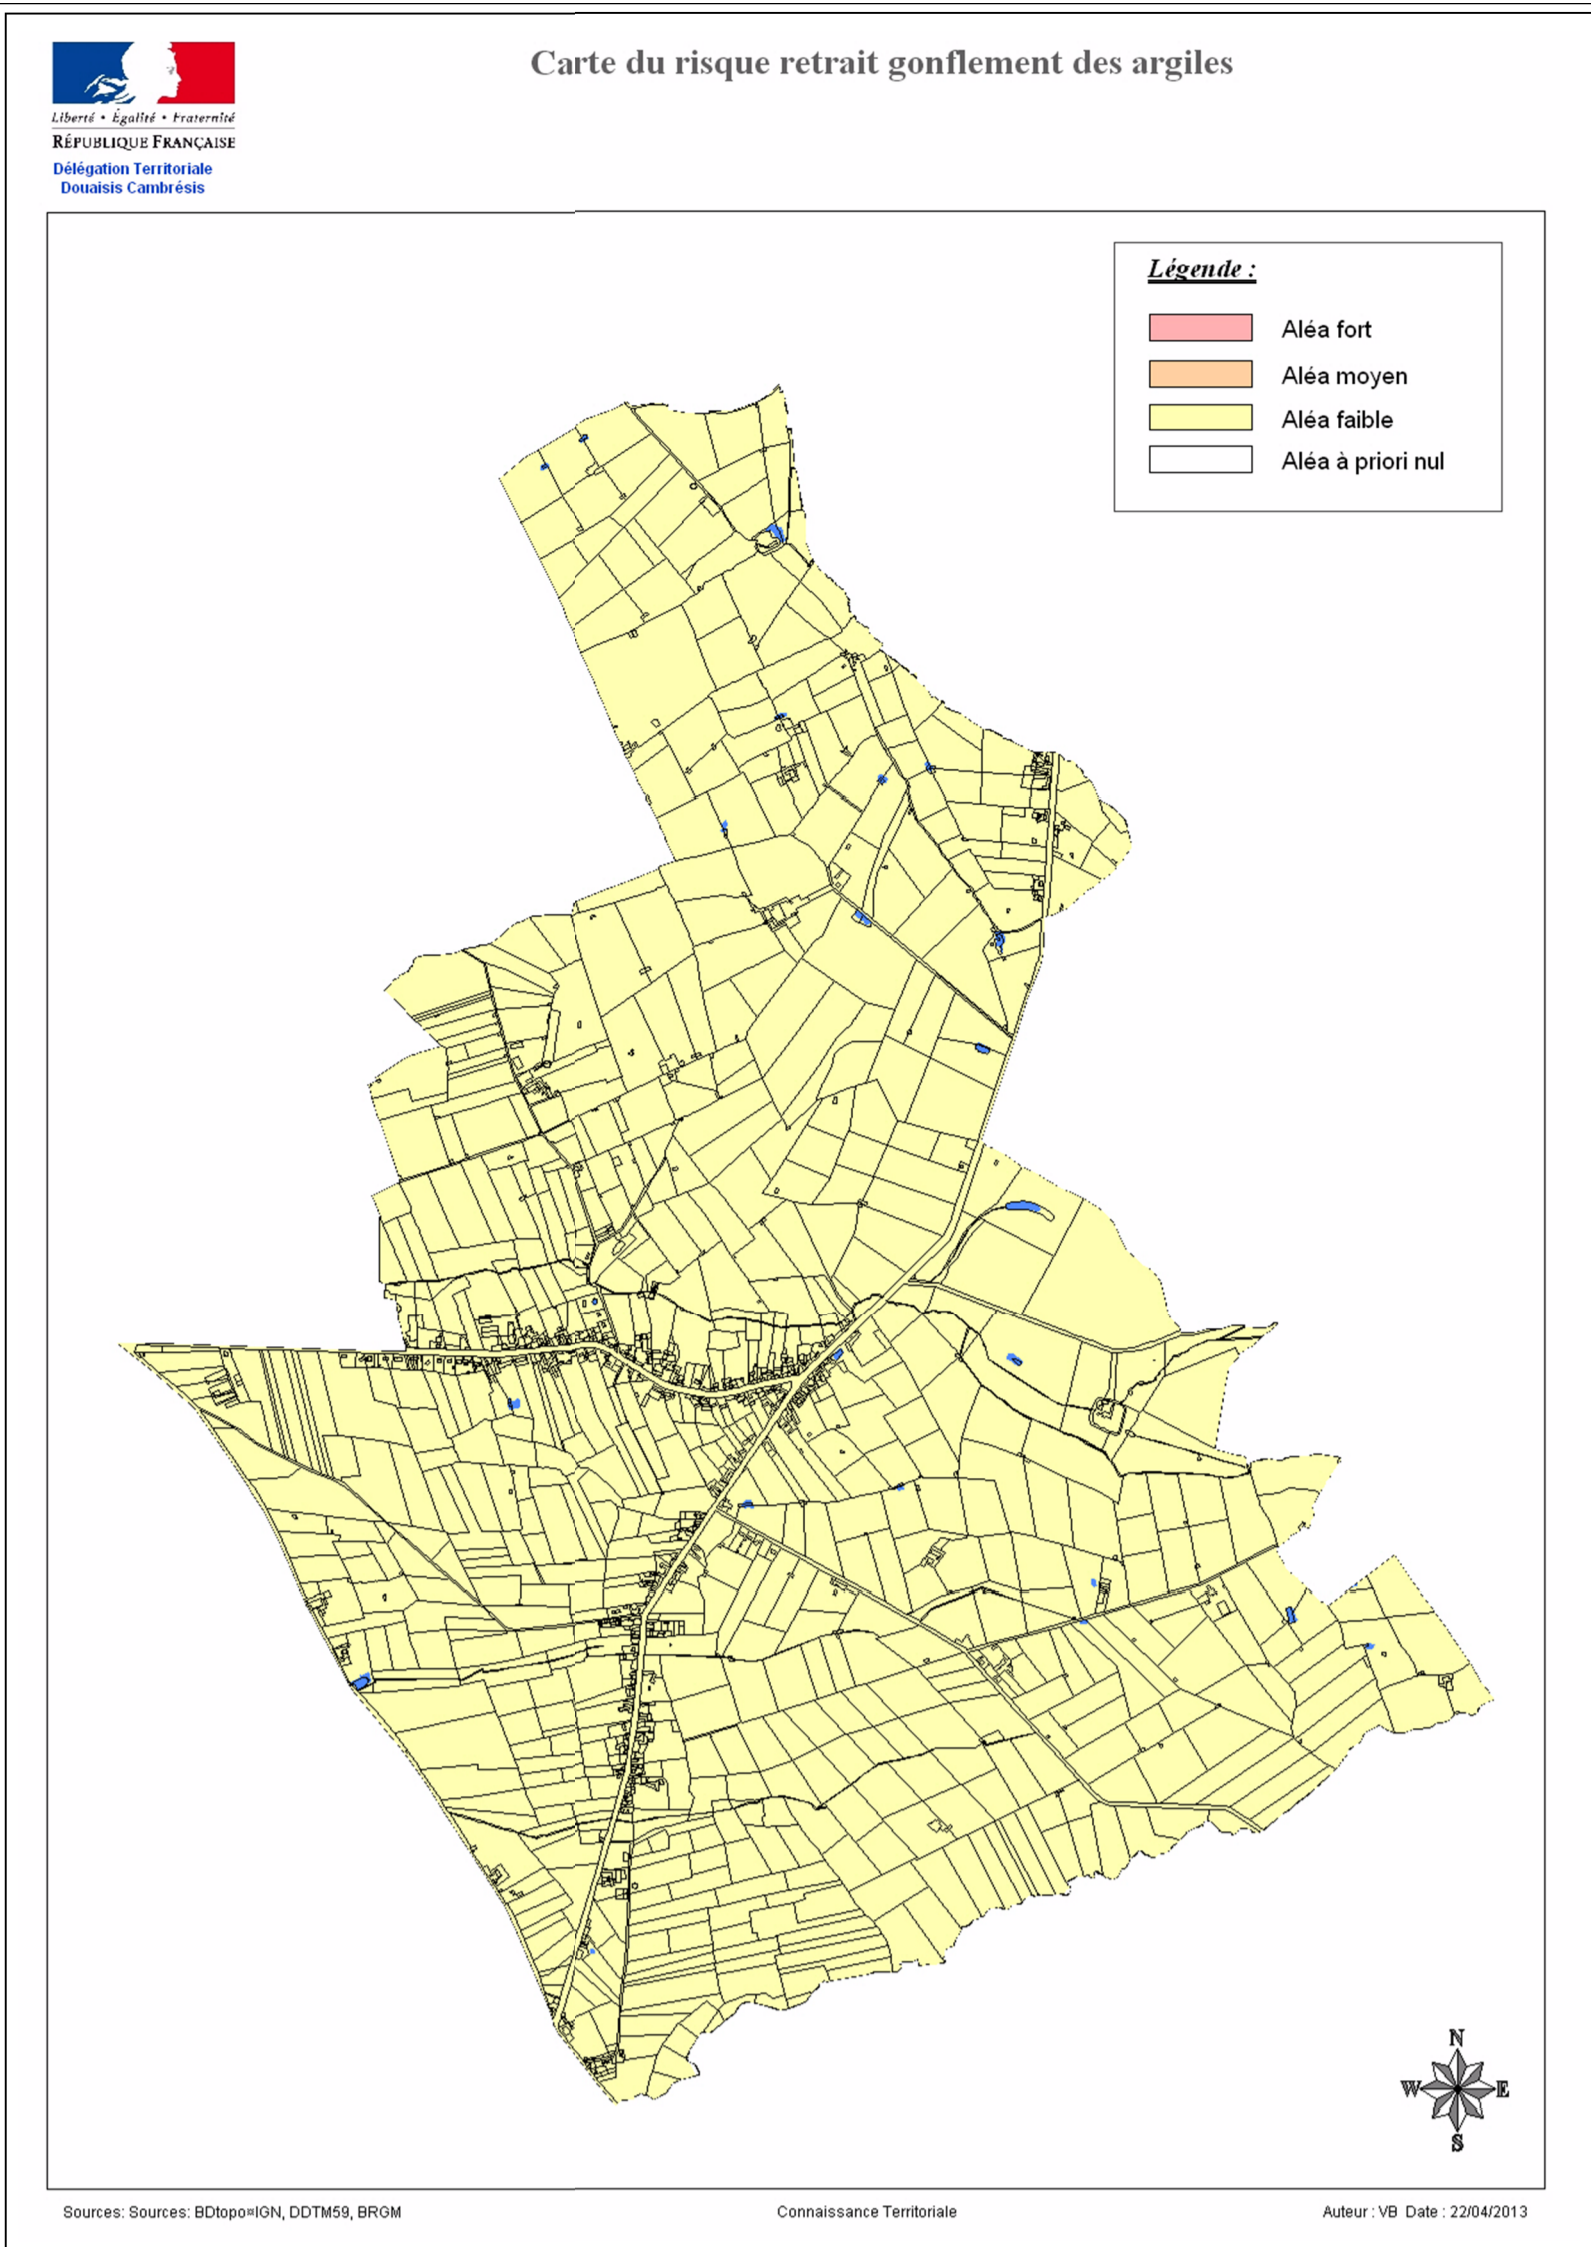 Carte du risque retrait gonflement des argiles
Liberté • Égalité • Fraternité
RÉPUBLIQUE FRANÇAISE
Délégation Territoriale
Douaisis Cambrésis
Légende :
Aléa fort
Aléa moyen
Aléa faible
Aléa à priori nul
N
W E
S
Sources: Sources: BDtopo¤IGN, DDTM59, BRGM
Connaissance Territoriale
Auteur : VB Date : 22/04/2013